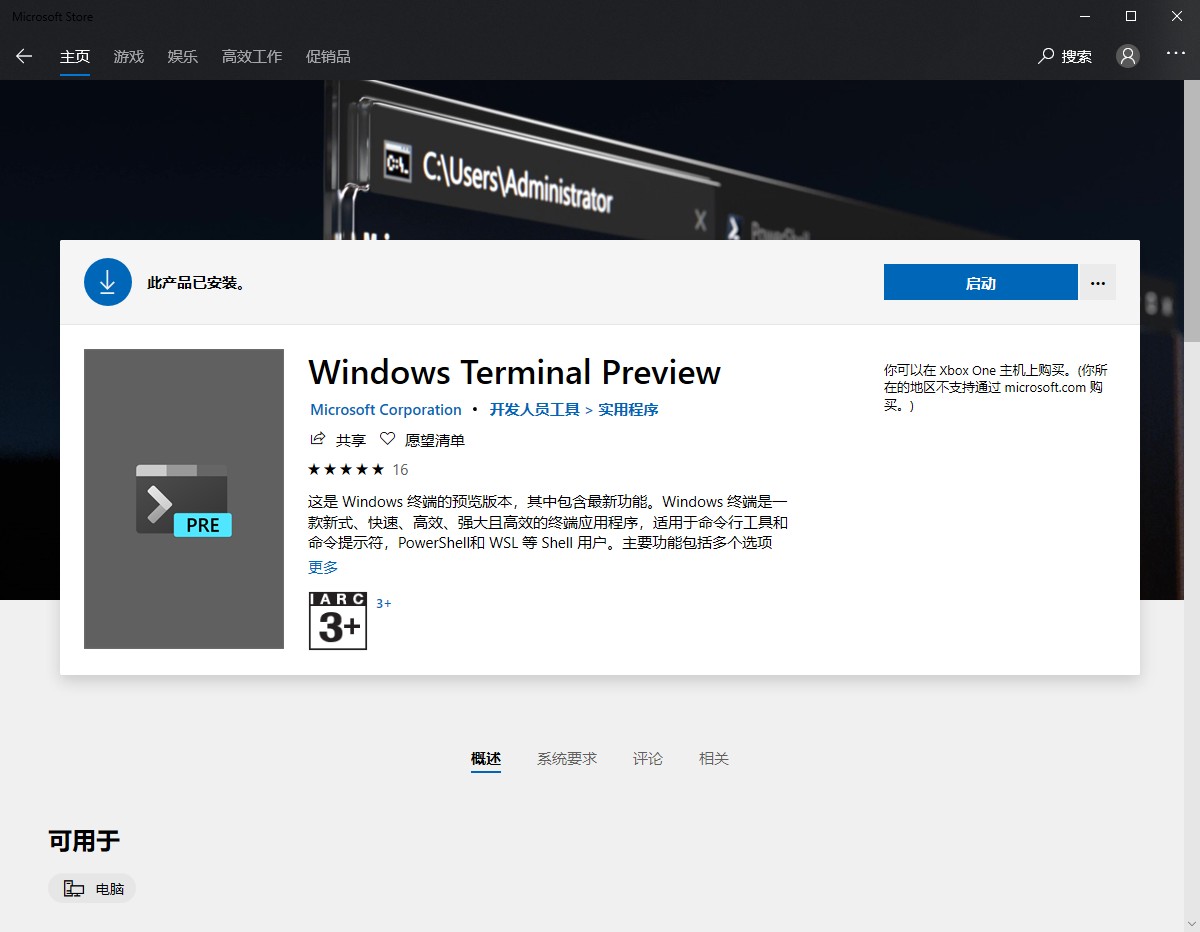 Microsoft Store
主页 游戏 娱乐 高效工作 促销品 搜索
C:\Users\Administrator
PowerShell
此产品已安装。
启动
Windows Terminal Preview
Microsoft Corporation • 开发人员工具 > 实用程序
共享 愿望清单
16
这是 Windows 终端的预览版本，其中包含最新功能。Windows 终端是一
款新式、快速、高效、强大且高效的终端应用程序，适用于命令行工具和
命令提示符，PowerShell和 WSL 等 Shell 用户。主要功能包括多个选项
更多
你可以在 Xbox One 主机上购买。(你所
在的地区不支持通过 microsoft.com 购
买。)
PRE
IARC
3+
3+
概述 系统要求 评论 相关
可用于
电脑